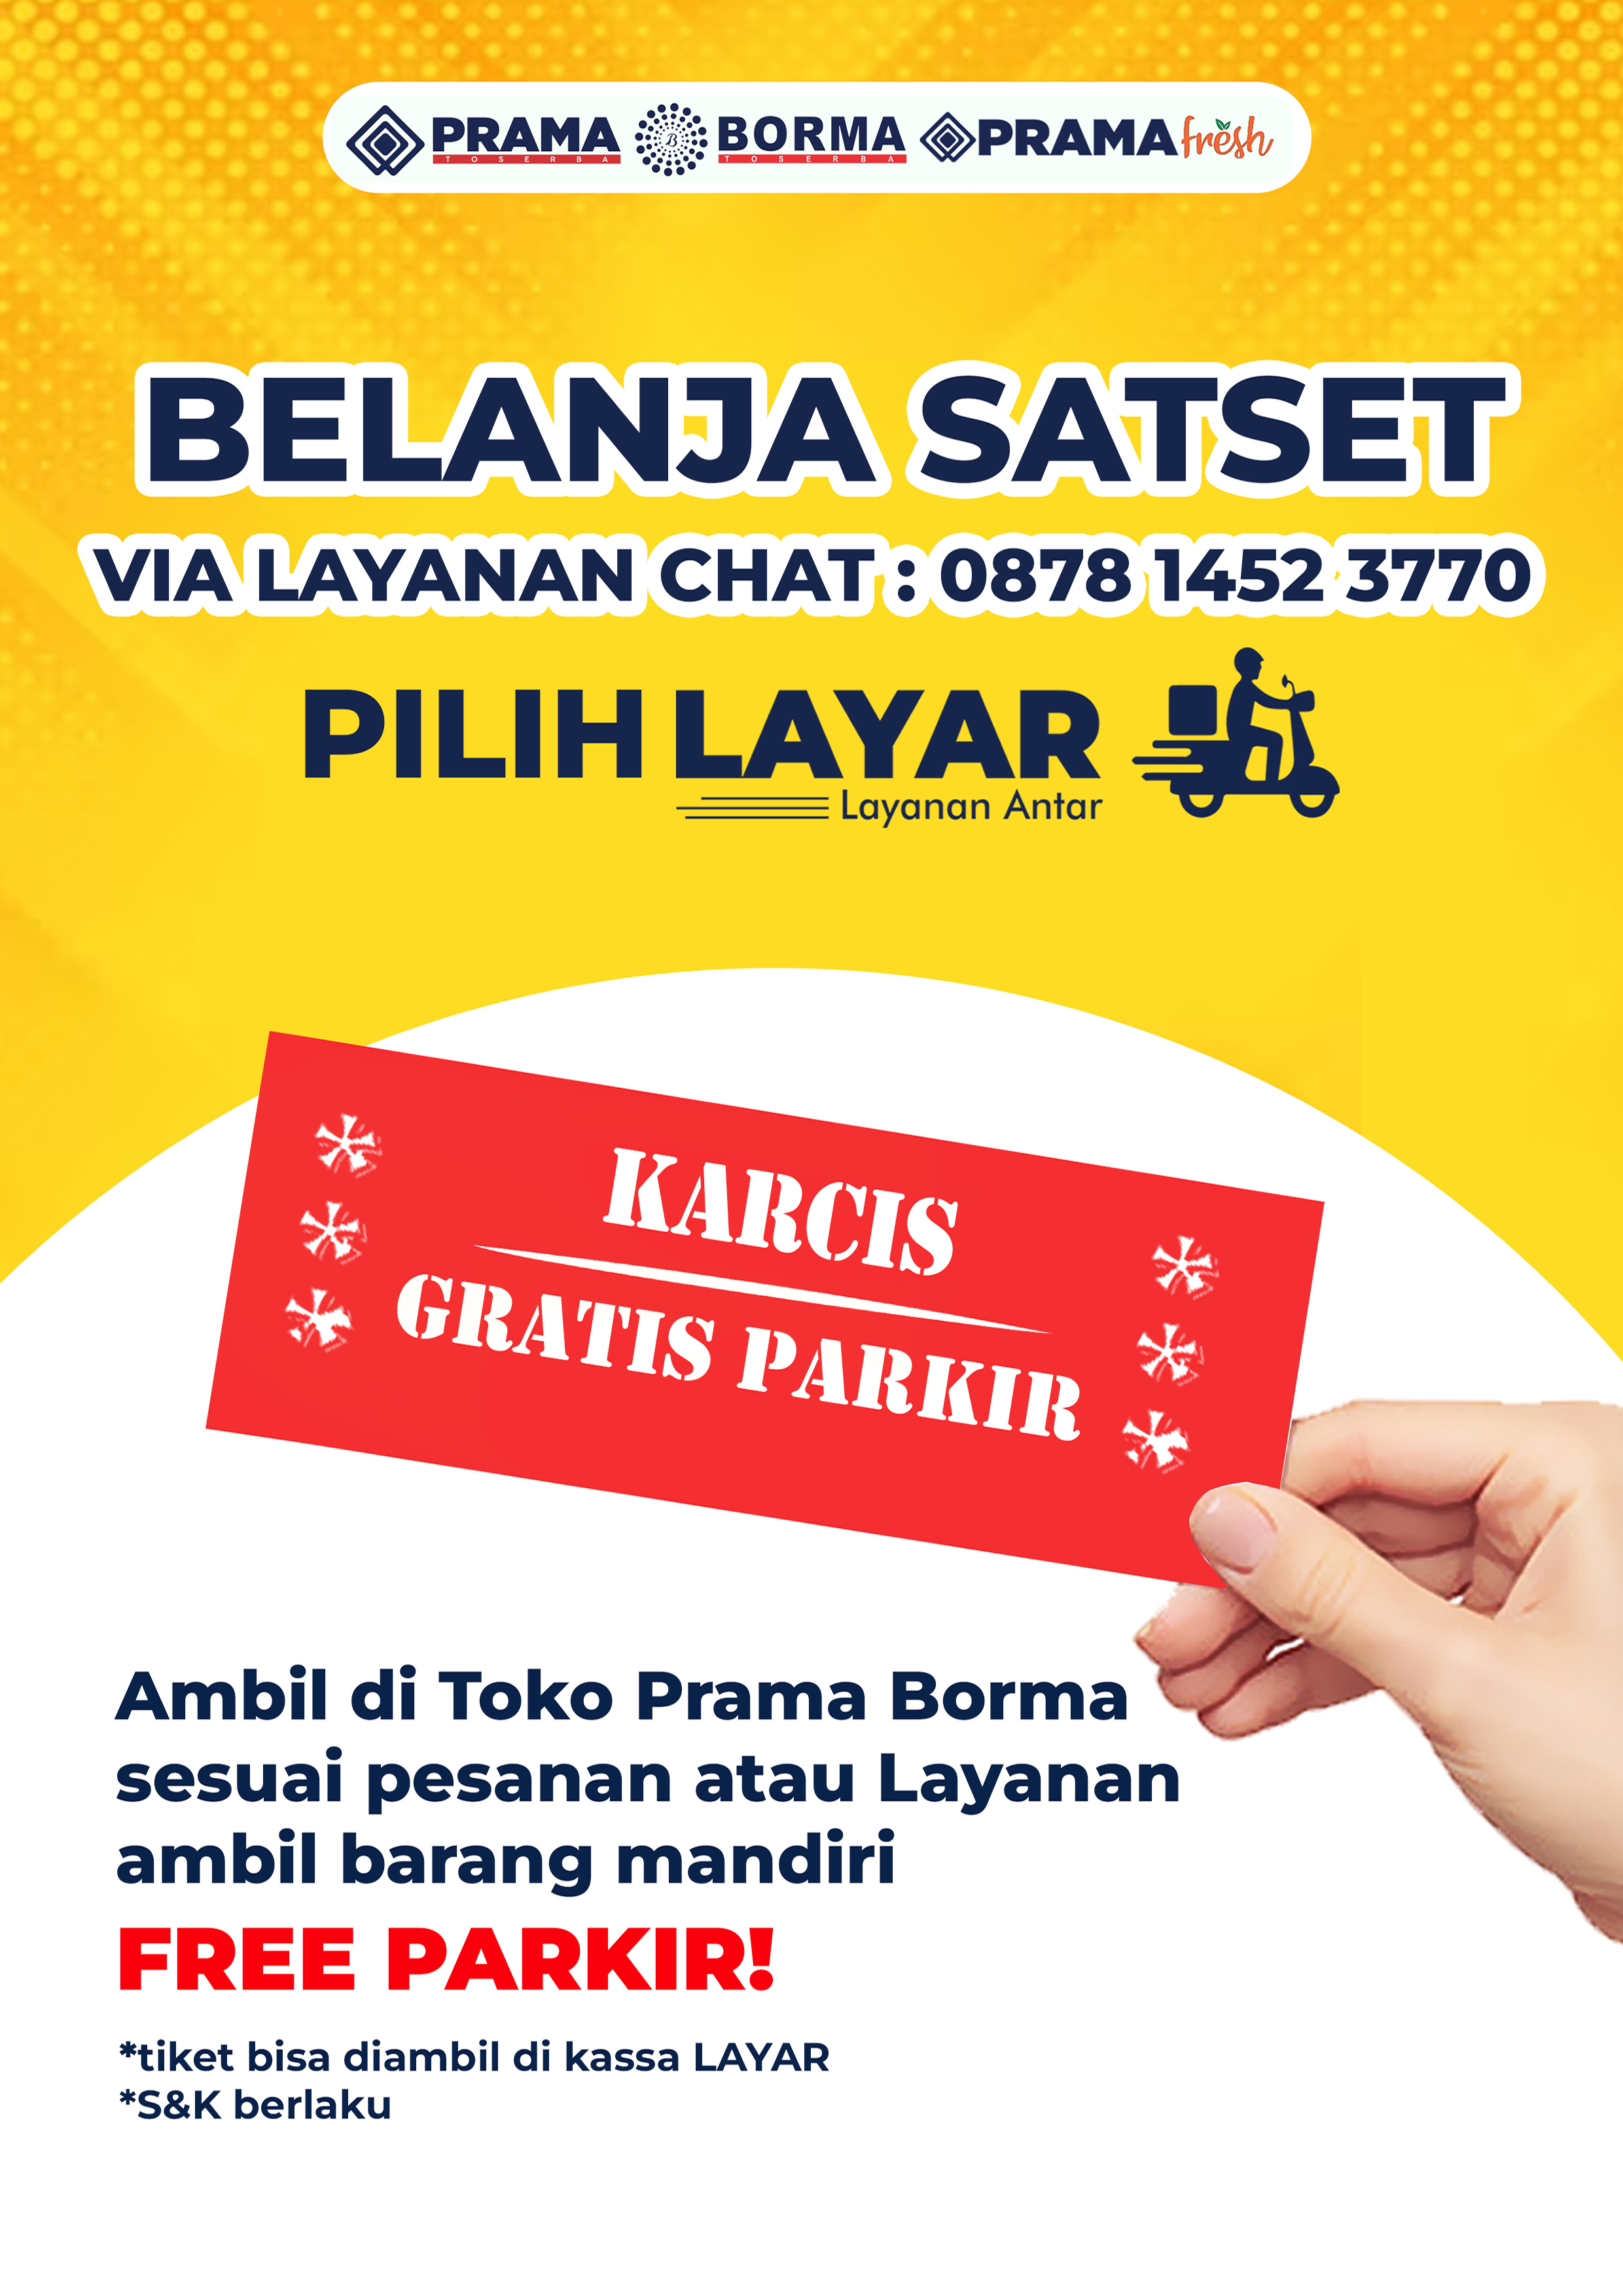 PRAMA
TOSERBA
B
BORMA
TOSERBA
PRAMA fresh
BELANJA SATSET
VIA LAYANAN CHAT : 0878 1452 3770
PILIH LAYAR
Layanan Antar
KARCIS
GRATIS PARKIR
Ambil di Toko Prama Borma
sesuai pesanan atau Layanan
ambil barang mandiri
FREE PARKIR!
*tiket bisa diambil di kassa LAYAR
*S&K berlaku